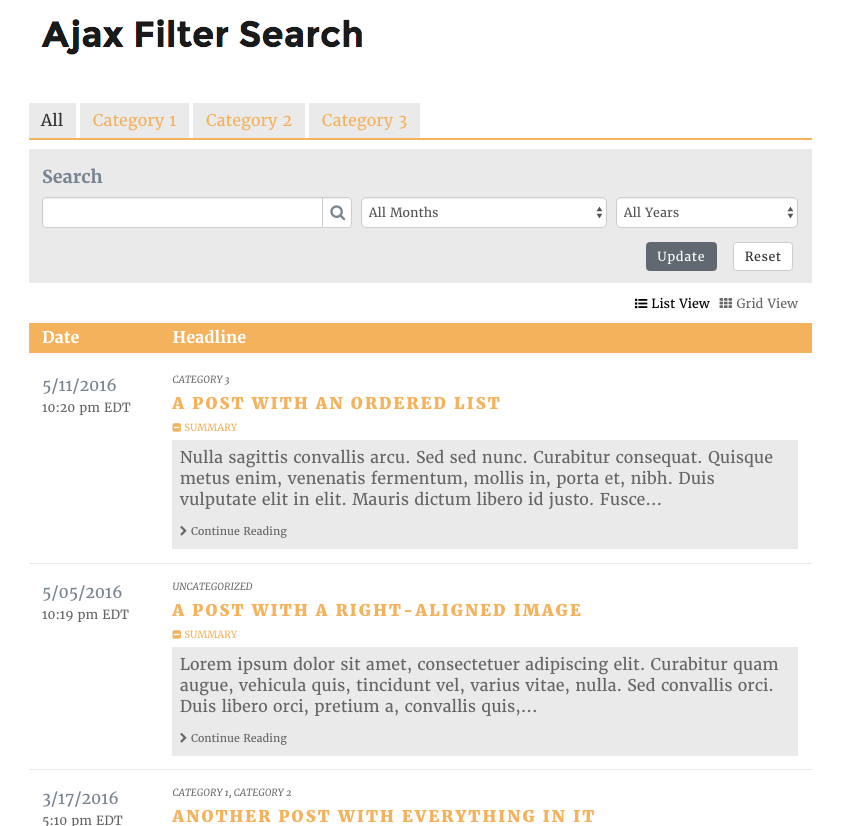 Ajax Filter Search
All Category 1 Category 2 Category 3
Search
All Months All Years
Update Reset
List View Grid View
Date Headline
5/11/2016
10:20 pm EDT
CATEGORY 3
A POST WITH AN ORDERED LIST
SUMMARY
Nulla sagittis convallis arcu. Sed sed nunc. Curabitur consequat. Quisque
metus enim, venenatis fermentum, mollis in, porta et, nibh. Duis
vulputate elit in elit. Mauris dictum libero id justo. Fusce…
Continue Reading
5/05/2016
10:19 pm EDT
UNCATEGORIZED
A POST WITH A RIGHT-ALIGNED IMAGE
SUMMARY
Lorem ipsum dolor sit amet, consectetuer adipiscing elit. Curabitur quam
augue, vehicula quis, tincidunt vel, varius vitae, nulla. Sed convallis orci.
Duis libero orci, pretium a, convallis quis,…
Continue Reading
3/17/2016
5:10 pm EDT
CATEGORY 1, CATEGORY 2
ANOTHER POST WITH EVERYTHING IN IT